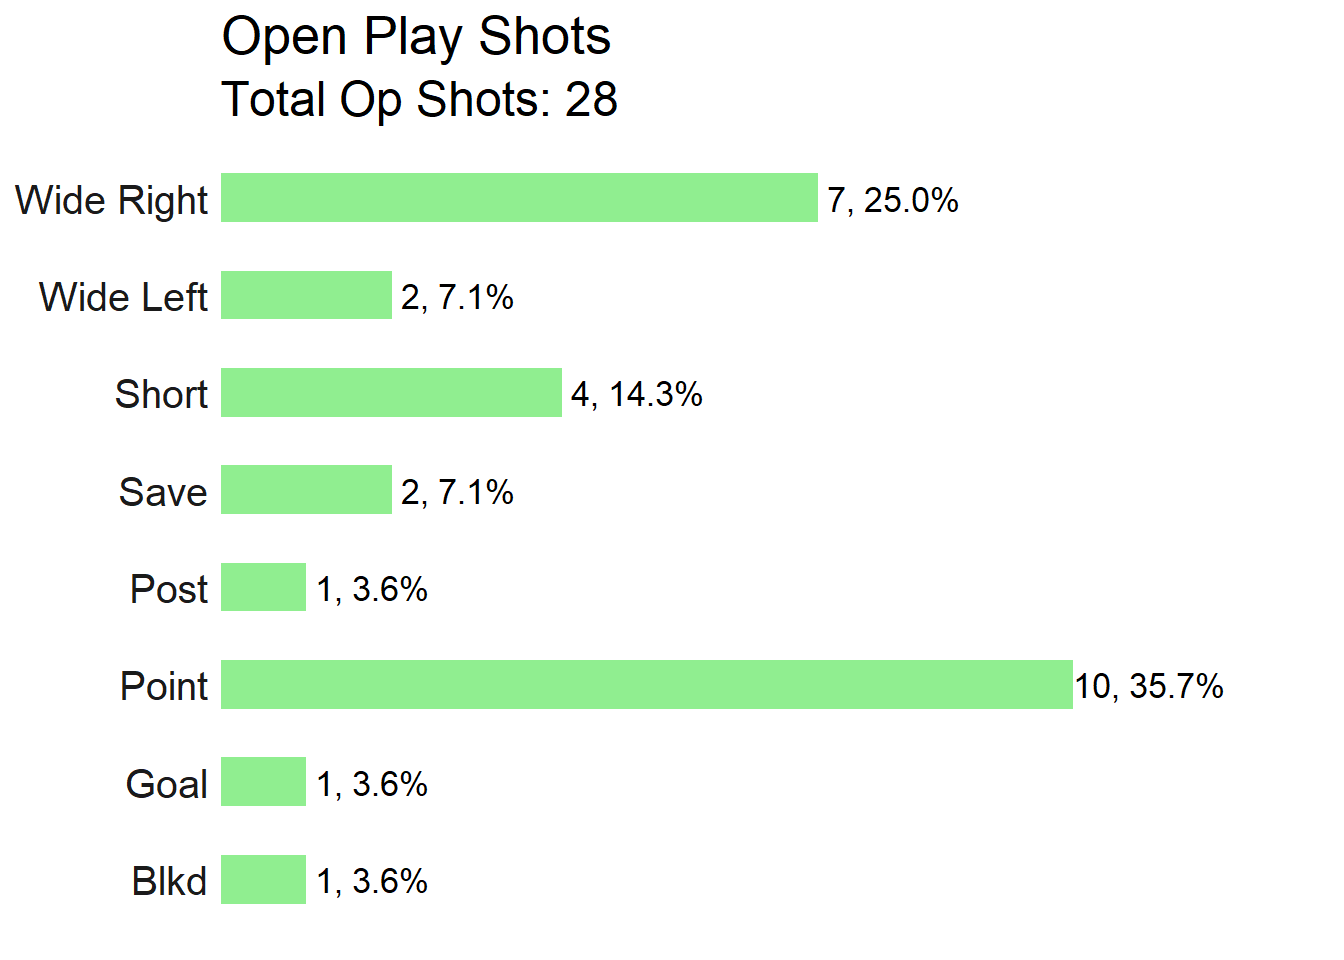 Open Play Shots
Total Op Shots: 28
Wide Right 7, 25.0%
Wide Left 2, 7.1%
Short 4, 14.3%
Save 2, 7.1%
Post 1, 3.6%
Point 10, 35.7%
Goal 1, 3.6%
Blkd 1, 3.6%